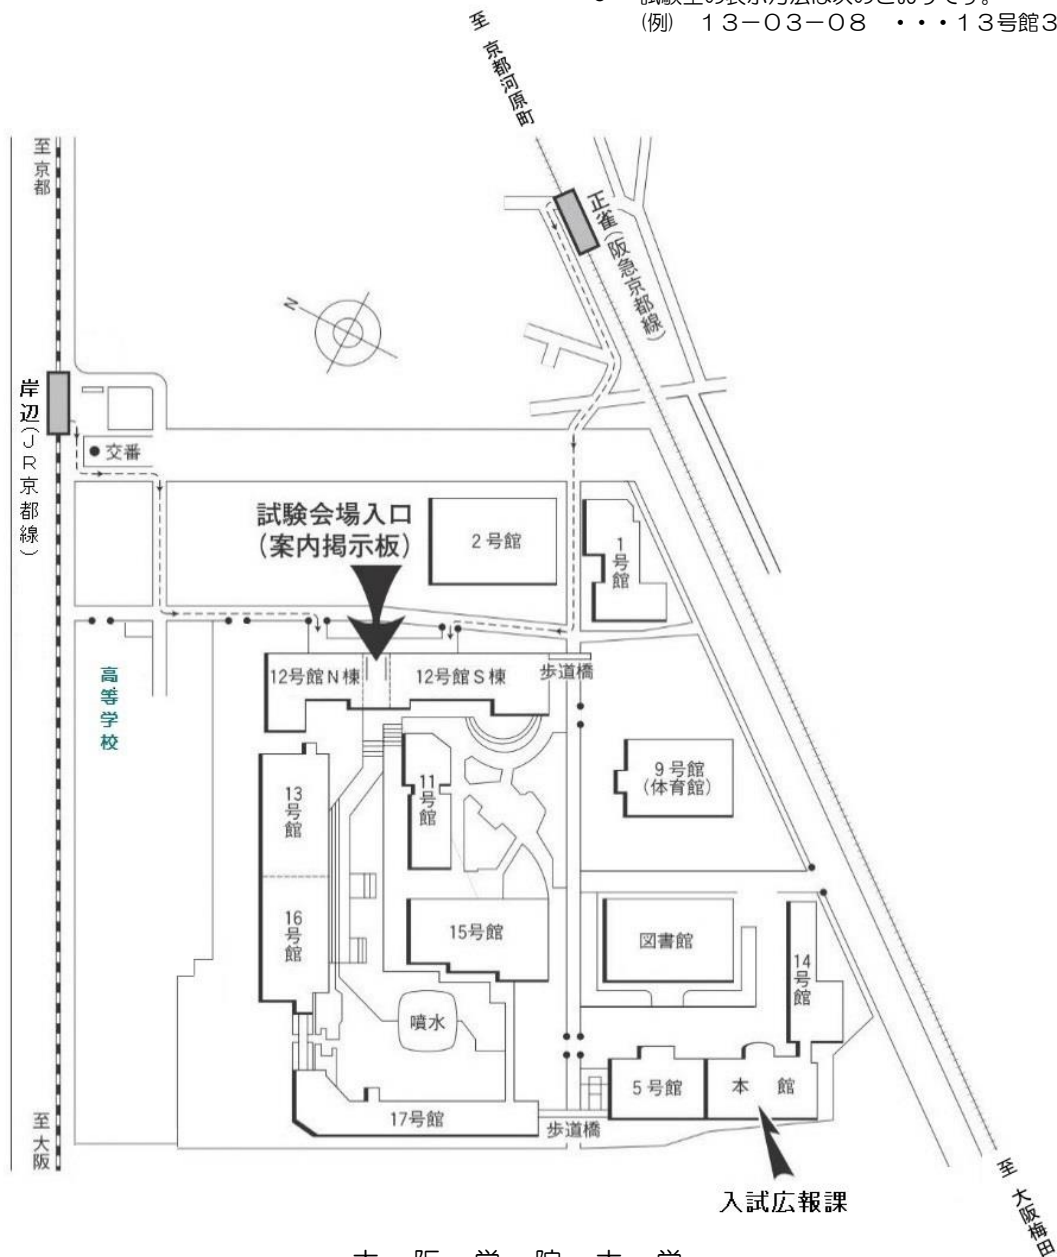 (例) 13−03−08 ・・・13号館3
至 京都河原町
至京都
正雀(阪急京都線)
N
岸辺(JR京都線)
交番
試験会場入口
(案内掲示板)
2号館
1号館
12号館N棟
12号館S棟
歩道橋
高等学校
9号館
(体育館)
13号館
11号館
16号館
15号館
図書館
14号館
噴水
5号館
本 館
17号館
歩道橋
至大阪
入試広報課
至 大阪梅田